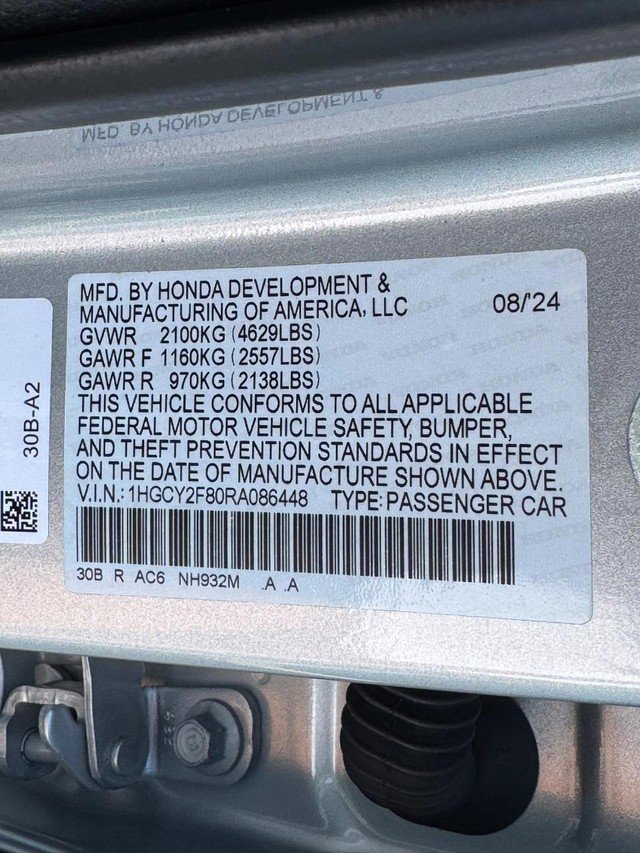 MFD. BY HONDA DEVELOPMENT &
MFD. BY HONDA DEVELOPMENT &
MANUFACTURING OF AMERICA, LLC 08/'24
GVWR 2100KG (4629LBS)
GAWR F 1160KG (2557LBS)
GAWR R 970KG (2138LBS)
THIS VEHICLE CONFORMS TO ALL APPLICABLE
FEDERAL MOTOR VEHICLE SAFETY, BUMPER,
AND THEFT PREVENTION STANDARDS IN EFFECT
ON THE DATE OF MANUFACTURE SHOWN ABOVE.
V.I.N.: 1HGCY2F80RA086448 TYPE: PASSENGER CAR
30B R AC6 NH932M .A .A
30B-A2